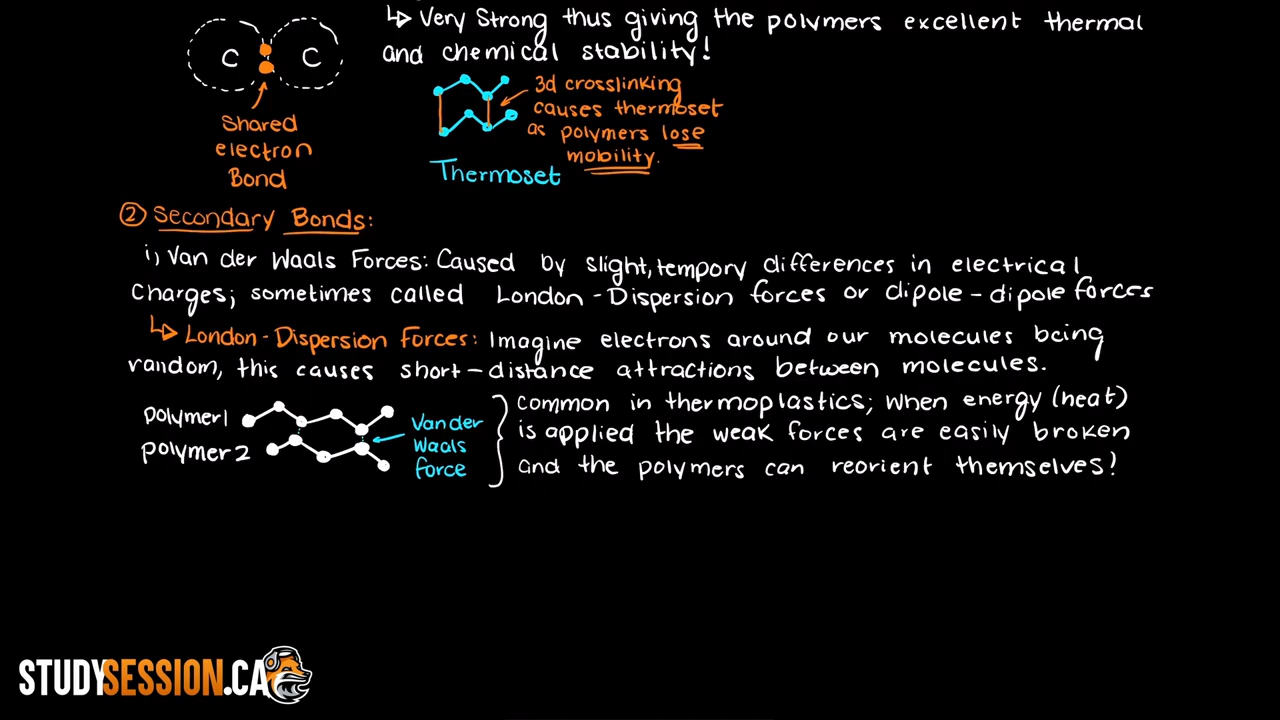 ↳ Very Strong thus giving the polymers excellent thermal
and chemical stability!
C C
Shared
electron
Bond
3d crosslinking
causes thermoset
as polymers lose
mobility.
Thermoset
② Secondary Bonds:
i, Van der Waals Forces: Caused by slight, tempory differences in electrical
Charges; sometimes called London-Dispersion forces or dipole-dipole forces
↳ London-Dispersion Forces: Imagine electrons around our molecules being
random, this causes short-distance attractions between molecules.
polymer1
polymer 2
Van der
Waals
force
common in thermoplastics; when energy (heat)
is applied the weak forces are easily broken
and the polymers can reorient themselves!
STUDYSESSION.CA